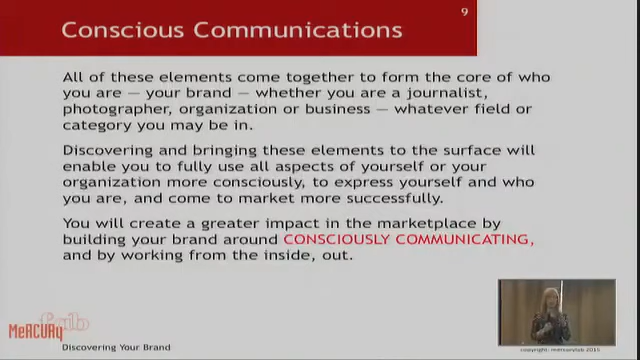 9
Conscious Communications
All of these elements come together to form the core of who
you are — your brand — whether you are a journalist,
photographer, organization or business — whatever field or
category you may be in.
Discovering and bringing these elements to the surface will
enable you to fully use all aspects of yourself or your
organization more consciously, to express yourself and who
you are, and come to market more successfully.
You will create a greater impact in the marketplace by
building your brand around CONSCIOUSLY COMMUNICATING,
and by working from the inside, out.
MeRCURy
lab
Discovering Your Brand
copyright: mercurylab 2015